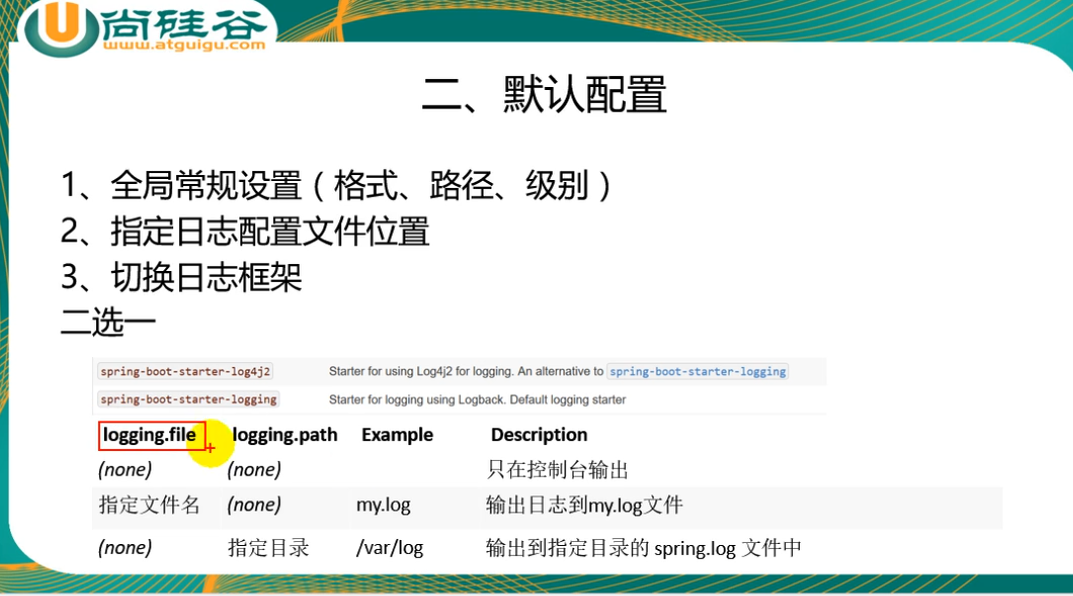 尚硅谷
www.atguigu.com
二、默认配置
1、全局常规设置（格式、路径、级别）
2、指定日志配置文件位置
3、切换日志框架
二选一
spring-boot-starter-log4j2 Starter for using Log4j2 for logging. An alternative to spring-boot-starter-logging
spring-boot-starter-logging Starter for logging using Logback. Default logging starter
logging.file logging.path Example Description
(none) (none) 只在控制台输出
指定文件名 (none) my.log 输出日志到my.log文件
(none) 指定目录 /var/log 输出到指定目录的 spring.log 文件中